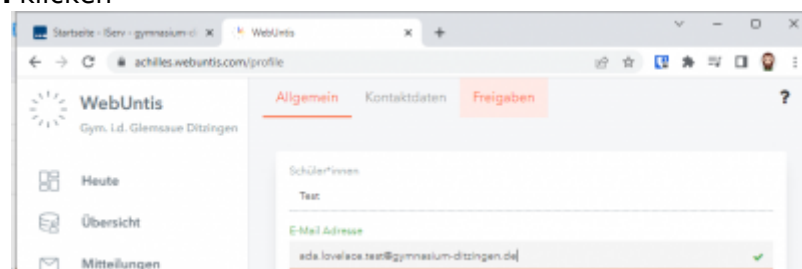 klicken
Startseite - IServ - gymnasium-di
WebUntis
achilles.webuntis.com/profile
WebUntis
Gym. i.d. Glemsaue Ditzingen
Allgemein Kontaktdaten Freigaben ?
Heute
Übersicht
Mitteilungen
Schüler*innen
Test
E-Mail Adresse
ada.lovelace.test@gymnasium-ditzingen.de